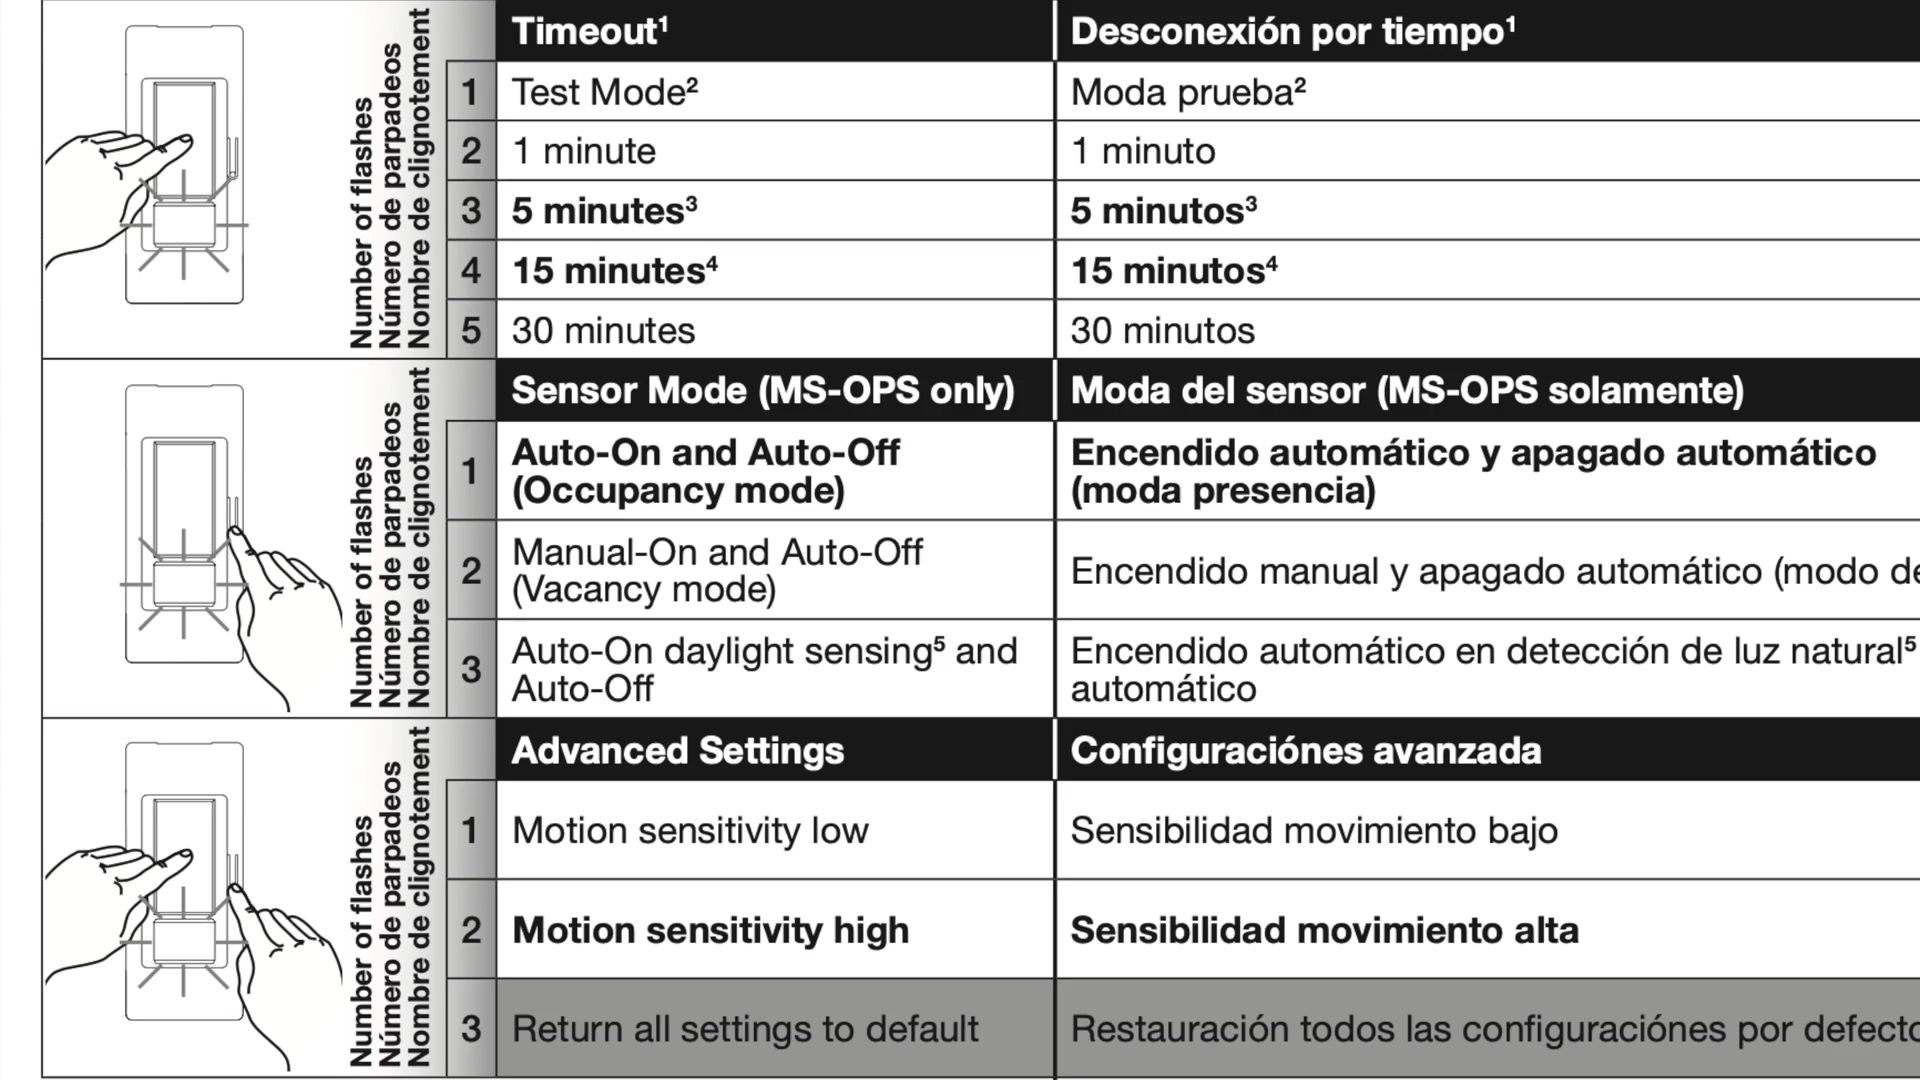 Number of flashes
Número de parpadeos
Nombre de clignotement
Timeout¹
Desconexión por tiempo¹
1
Test Mode²
Moda prueba²
2
1 minute
1 minuto
3
5 minutes³
5 minutos³
4
15 minutes⁴
15 minutos⁴
5
30 minutes
30 minutos
Number of flashes
Número de parpadeos
Nombre de clignotement
Sensor Mode (MS-OPS only)
Moda del sensor (MS-OPS solamente)
1
Auto-On and Auto-Off
(Occupancy mode)
Encendido automático y apagado automático
(moda presencia)
2
Manual-On and Auto-Off
(Vacancy mode)
Encendido manual y apagado automático (modo de
3
Auto-On daylight sensing⁵ and
Auto-Off
Encendido automático en detección de luz natural⁵
automático
Number of flashes
Número de parpadeos
Nombre de clignotement
Advanced Settings
Configuraciónes avanzada
1
Motion sensitivity low
Sensibilidad movimiento bajo
2
Motion sensitivity high
Sensibilidad movimiento alta
3
Return all settings to default
Restauración todos las configuraciónes por defecto